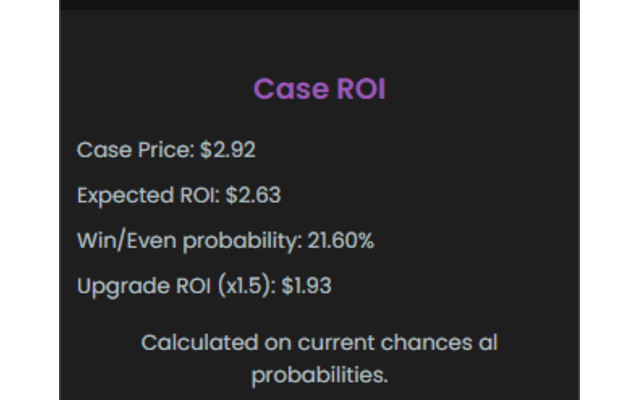 Case ROI
Case Price: $2.92
Expected ROI: $2.63
Win/Even probability: 21.60%
Upgrade ROI (x1.5): $1.93
Calculated on current chances al
probabilities.